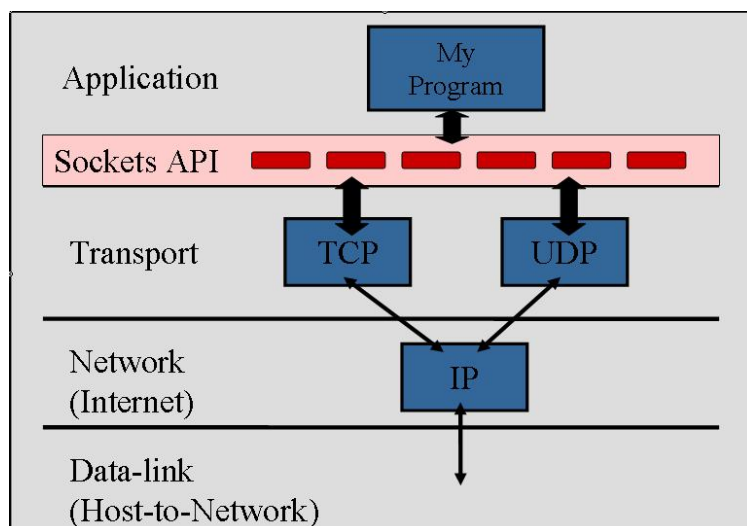 Application
My
Program
Sockets API
Transport
TCP
UDP
Network
(Internet)
IP
Data-link
(Host-to-Network)